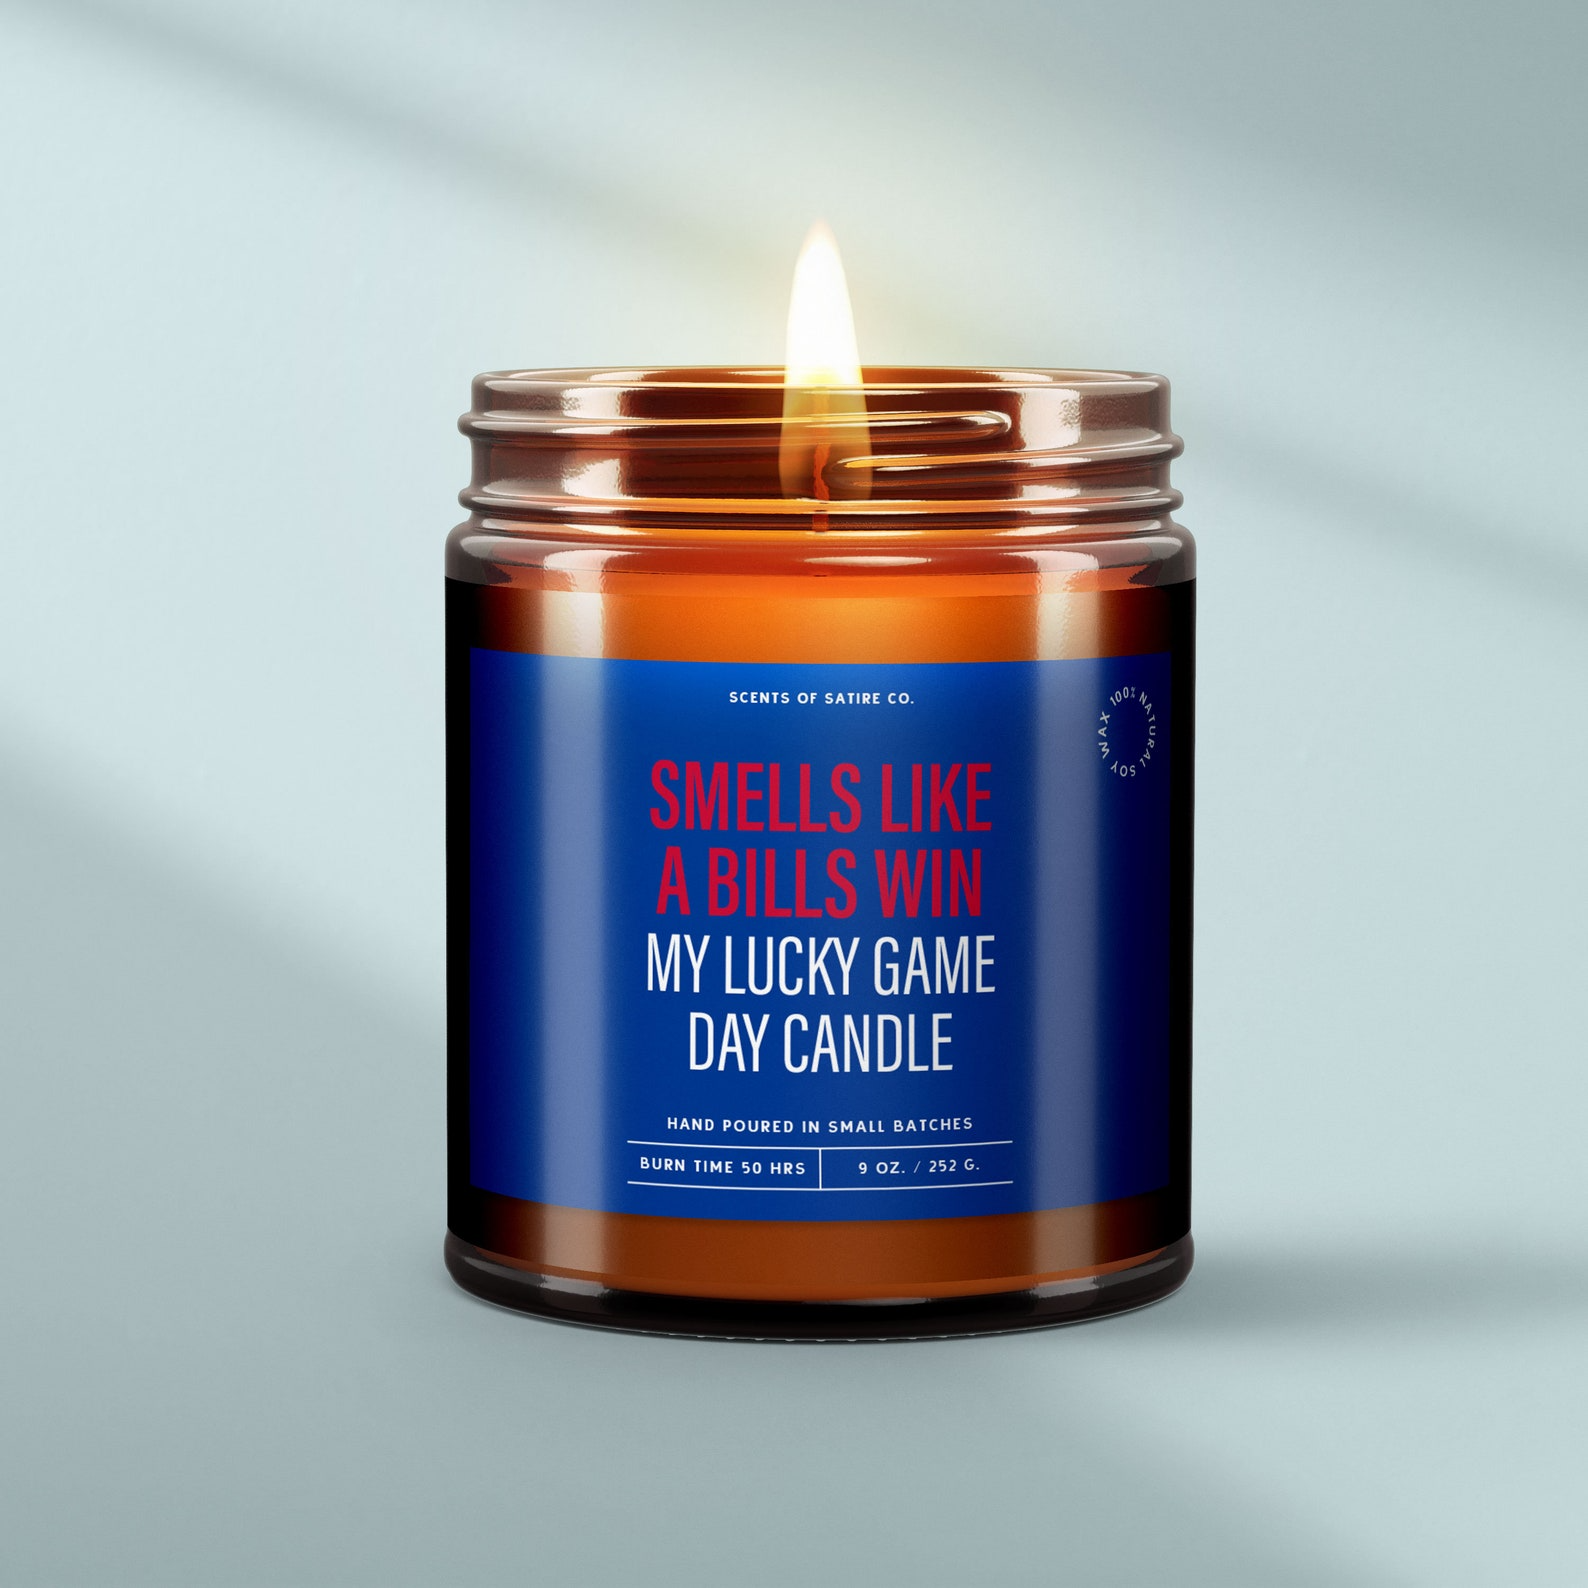 SCENTS OF SATIRE CO.
100% NATURAL SOY WAX
SMELLS LIKE
A BILLS WIN
MY LUCKY GAME
DAY CANDLE
HAND POURED IN SMALL BATCHES
BURN TIME 50 HRS
9 OZ. / 252 G.